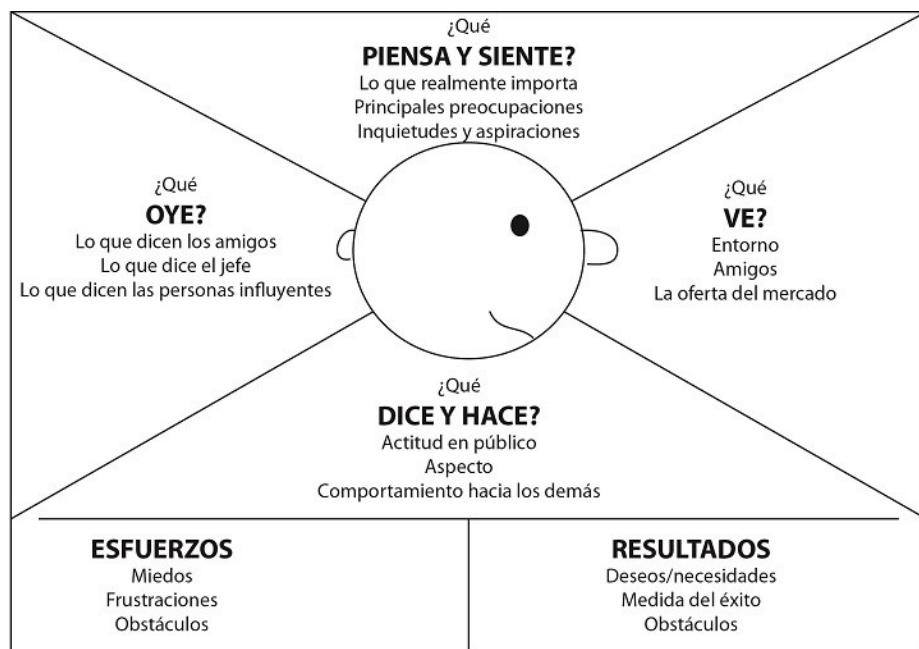 ¿Qué
PIENSA Y SIENTE?
Lo que realmente importa
Principales preocupaciones
Inquietudes y aspiraciones
¿Qué
OYE?
Lo que dicen los amigos
Lo que dice el jefe
Lo que dicen las personas influyentes
¿Qué
VE?
Entorno
Amigos
La oferta del mercado
¿Qué
DICE Y HACE?
Actitud en público
Aspecto
Comportamiento hacia los demás
ESFUERZOS
Miedos
Frustraciones
Obstáculos
RESULTADOS
Deseos/necesidades
Medida del éxito
Obstáculos